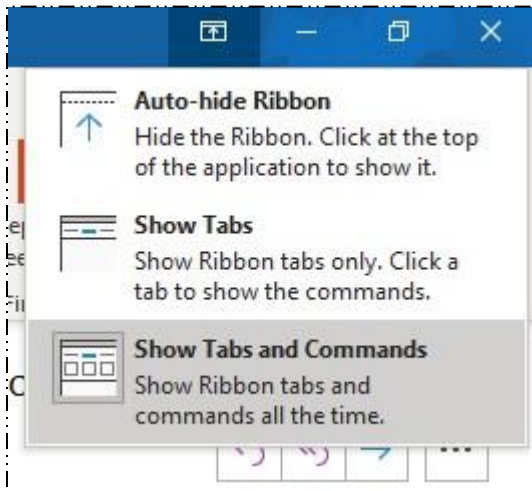 Auto-hide Ribbon
Hide the Ribbon. Click at the top
of the application to show it.
Show Tabs
Show Ribbon tabs only. Click a
tab to show the commands.
Show Tabs and Commands
Show Ribbon tabs and
commands all the time.